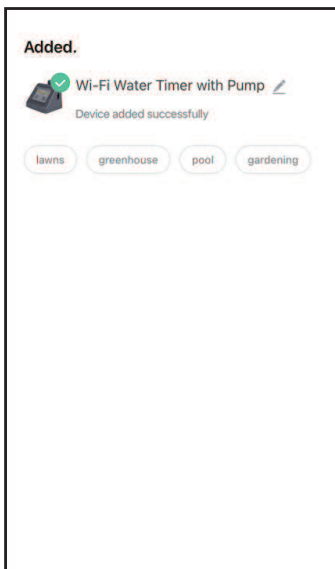 Added.
Wi-Fi Water Timer with Pump
Device added successfully
lawns greenhouse pool gardening